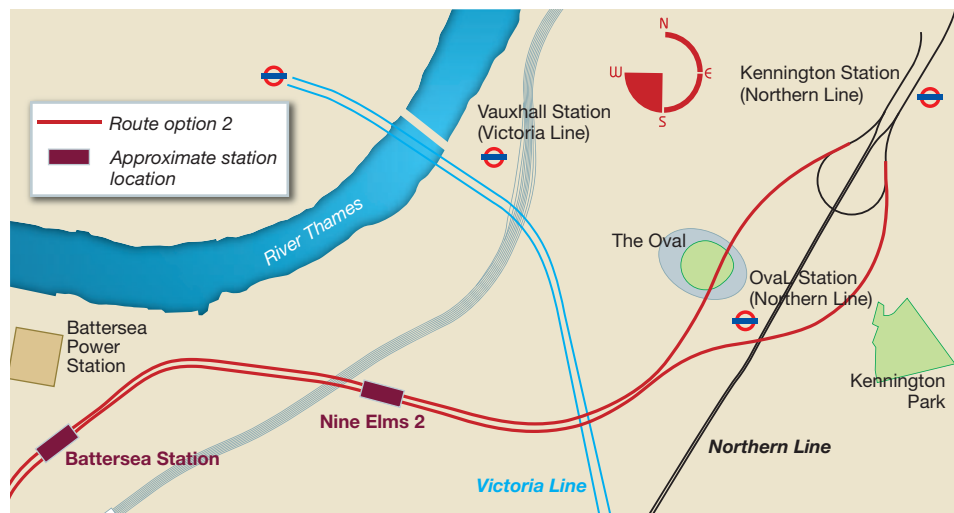 N
W
E
S
Kennington Station
(Northern Line)
Vauxhall Station
(Victoria Line)
Route option 2
Approximate station
location
River Thames
The Oval
Oval Station
(Northern Line)
Battersea
Power
Station
Kennington
Park
Nine Elms 2
Battersea Station
Northern Line
Victoria Line